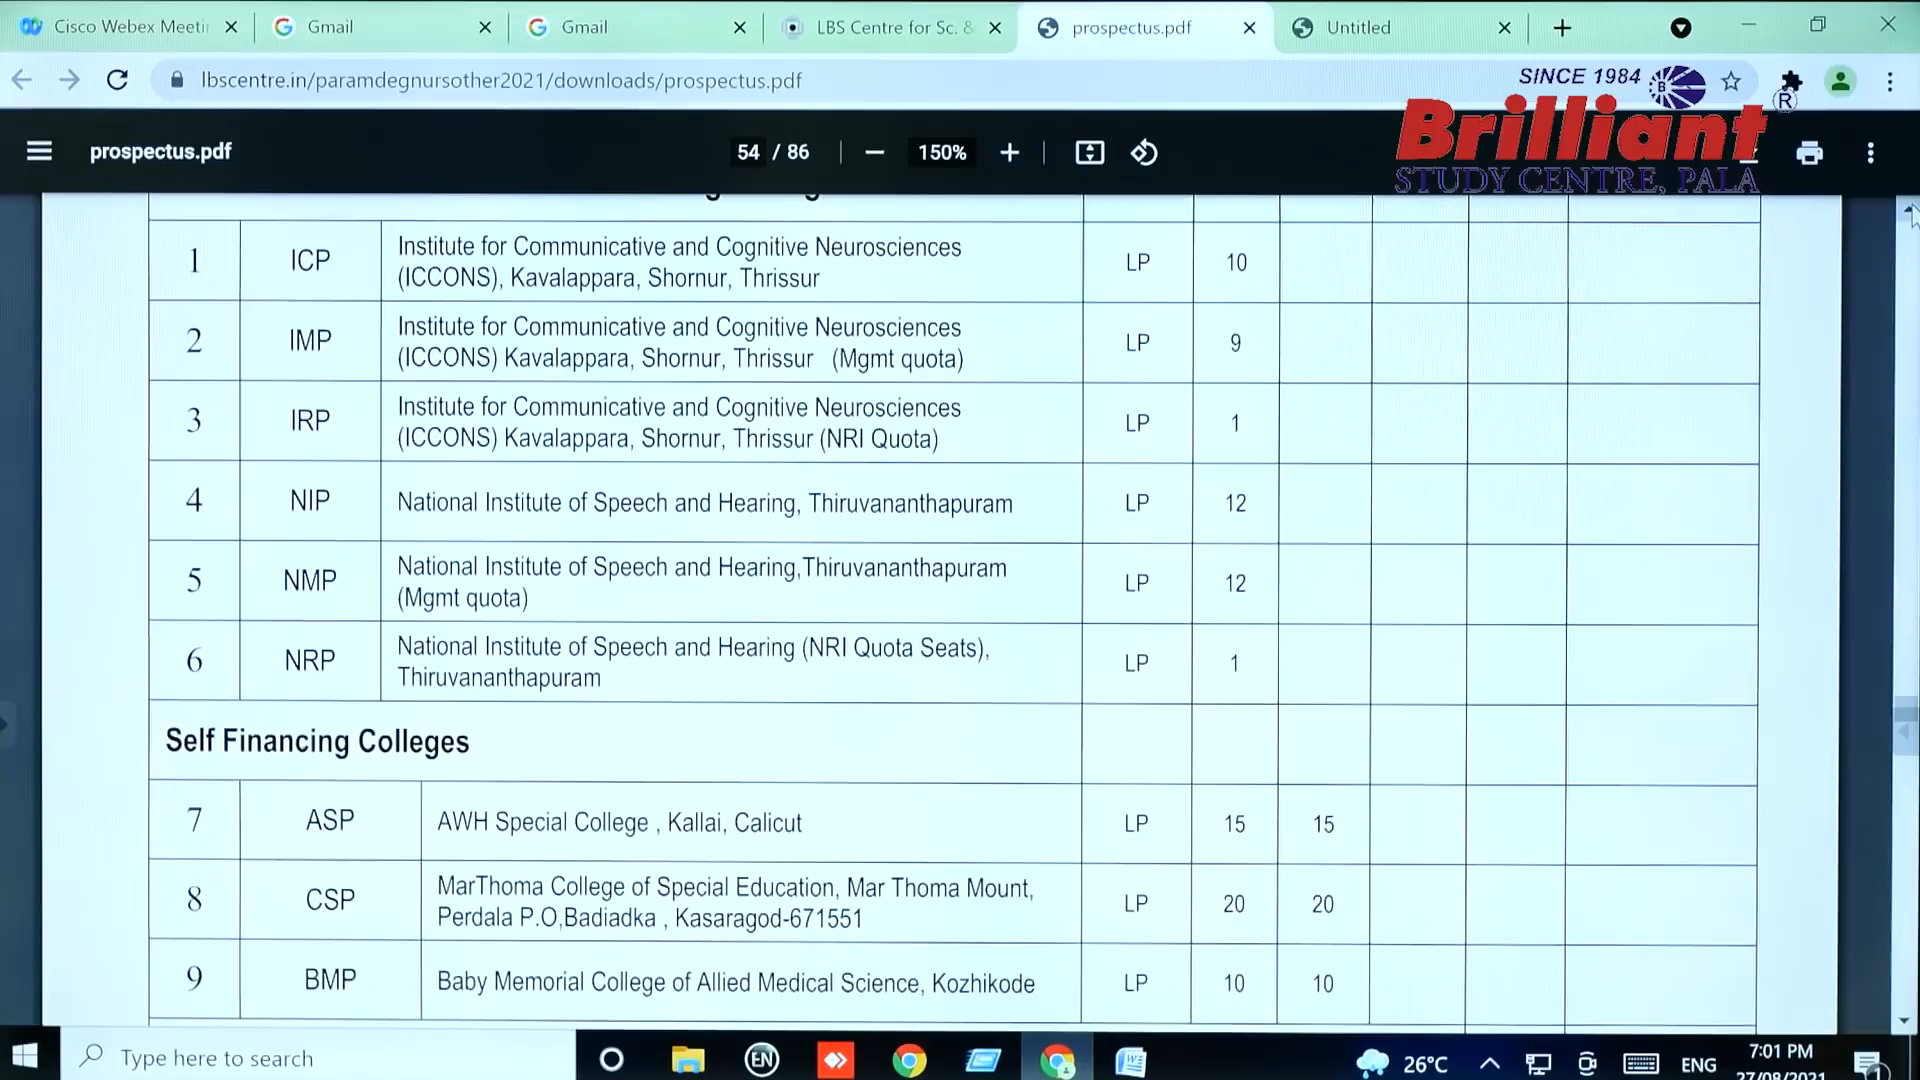 Cisco Webex Meeti
Gmail
Gmail
LBS Centre for Sc. &
prospectus.pdf
Untitled
lbscentre.in/paramdegnursother2021/downloads/prospectus.pdf
SINCE 1984
B
R
Brilliant
STUDY CENTRE, PALA
prospectus.pdf
54 / 86
150%
1 ICP Institute for Communicative and Cognitive Neurosciences
(ICCONS), Kavalappara, Shornur, Thrissur LP 10
2 IMP Institute for Communicative and Cognitive Neurosciences
(ICCONS) Kavalappara, Shornur, Thrissur (Mgmt quota) LP 9
3 IRP Institute for Communicative and Cognitive Neurosciences
(ICCONS) Kavalappara, Shornur, Thrissur (NRI Quota) LP 1
4 NIP National Institute of Speech and Hearing, Thiruvananthapuram LP 12
5 NMP National Institute of Speech and Hearing,Thiruvananthapuram
(Mgmt quota) LP 12
6 NRP National Institute of Speech and Hearing (NRI Quota Seats),
Thiruvananthapuram LP 1
Self Financing Colleges
7 ASP AWH Special College , Kallai, Calicut LP 15 15
8 CSP MarThoma College of Special Education, Mar Thoma Mount,
Perdala P.O,Badiadka , Kasaragod-671551 LP 20 20
9 BMP Baby Memorial College of Allied Medical Science, Kozhikode LP 10 10
Type here to search
EN
26°C
ENG
7:01 PM
27/08/2021
1